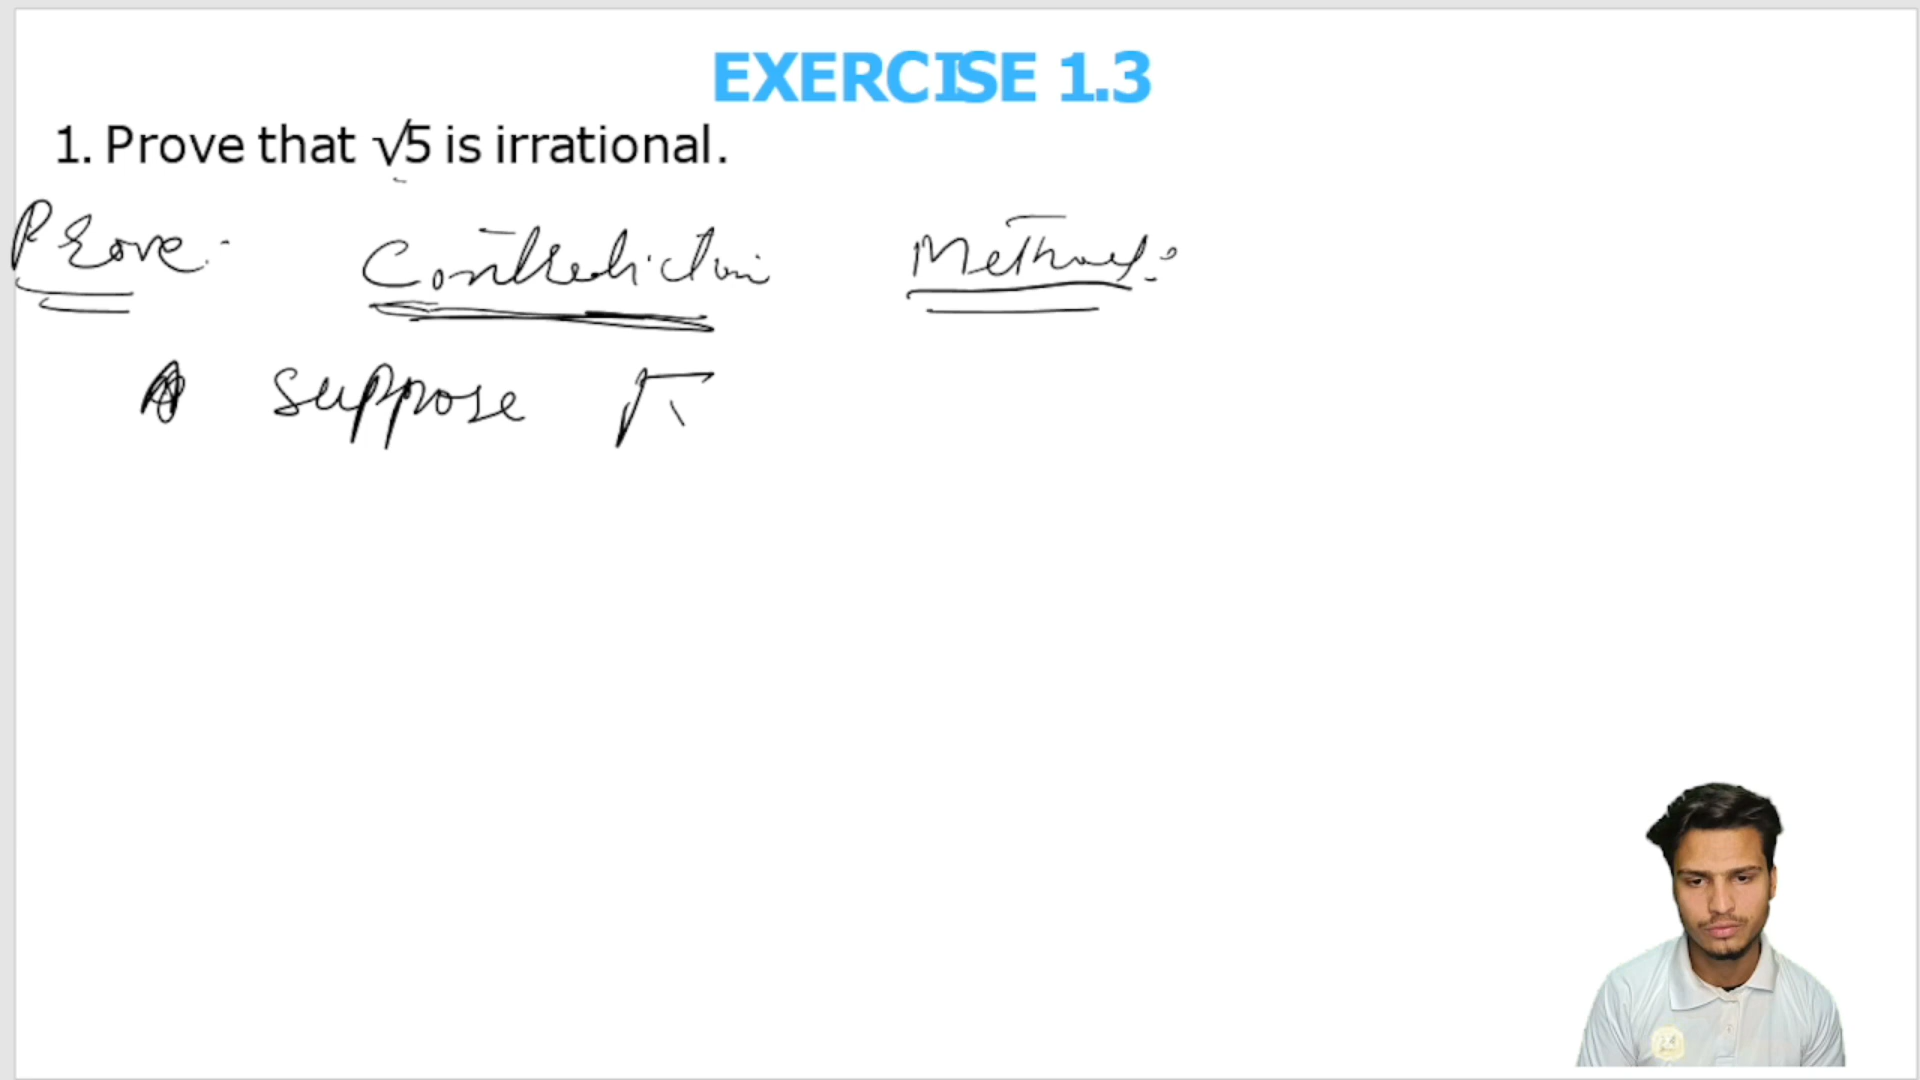 EXERCISE 1.3
1. Prove that √5 is irrational.
Prove:- Contradiction Method:-
suppose √